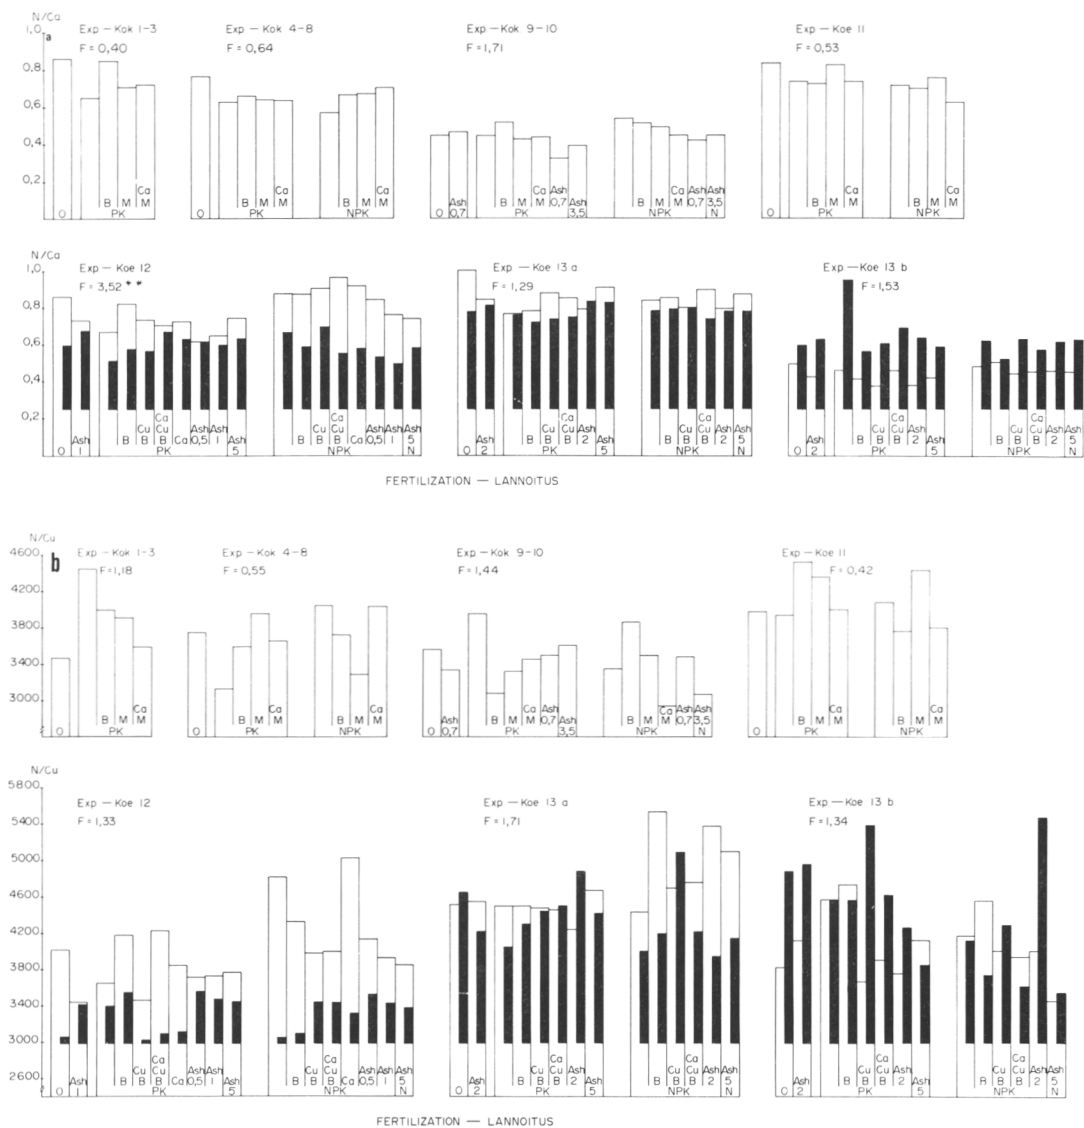 N/Ca
a
Exp — Kok 1-3 Exp — Kok 4-8 Exp — Kok 9-10 Exp — Koe 11
F = 0,40 F = 0,64 F = 1,71 F = 0,53
1,0
0,8
0,6
0,4
0,2
0 B M Ca M PK
0 B M Ca M PK NPK
0 Ash 0,7 B M Ca M Ash 0,7 Ash 3,5 PK B M Ca M Ash 0,7 Ash 3,5 NPK N
0 B M Ca M PK B M Ca M NPK
N/Ca
Exp — Koe 12 Exp — Koe 13 a Exp — Koe 13 b
F = 3,52 ** F = 1,29 F = 1,53
1,0
0,8
0,6
0,4
0,2
0 Ash 1 B Cu B Ca Cu B Ca Ash 0,5 Ash 1 Ash 5 PK B Cu B Ca Cu B Ca Ash 0,5 Ash 1 Ash 5 NPK N
0 Ash 2 B Cu B Ca Cu B Ash 2 Ash 5 PK B Cu B Ca Cu B Ash 2 Ash 5 NPK N
0 Ash 2 B Cu B Ca Cu B Ash 2 Ash 5 PK B Cu B Ca Cu B Ash 2 Ash 5 NPK N
FERTILIZATION — LANNOITUS
N/Cu
b
Exp — Kok 1-3 Exp — Kok 4-8 Exp — Kok 9-10 Exp — Koe 11
F = 1,18 F = 0,55 F = 1,44 F = 0,42
4600
4200
3800
3400
3000
0 B M Ca M PK
0 B M Ca M PK B M Ca M NPK
0 Ash 0,7 B M Ca M Ash 0,7 Ash 3,5 PK B M Ca M Ash 0,7 Ash 3,5 NPK N
0 B M Ca M PK B M Ca M NPK
N/Cu
Exp — Koe 12 Exp — Koe 13 a Exp — Koe 13 b
F = 1,33 F = 1,71 F = 1,34
5800
5400
5000
4600
4200
3800
3400
3000
2600
0 Ash 1 B Cu B Ca Cu B Ca Ash 0,5 Ash 1 Ash 5 PK B Cu B Ca Cu B Ca Ash 0,5 Ash 1 Ash 5 NPK N
0 Ash 2 B Cu B Ca Cu B Ash 2 Ash 5 PK B Cu B Ca Cu B Ash 2 Ash 5 NPK N
0 Ash 2 B Cu B Ca Cu B Ash 2 Ash 5 PK B Cu B Ca Cu B Ash 2 Ash 5 NPK N
FERTILIZATION — LANNOITUS